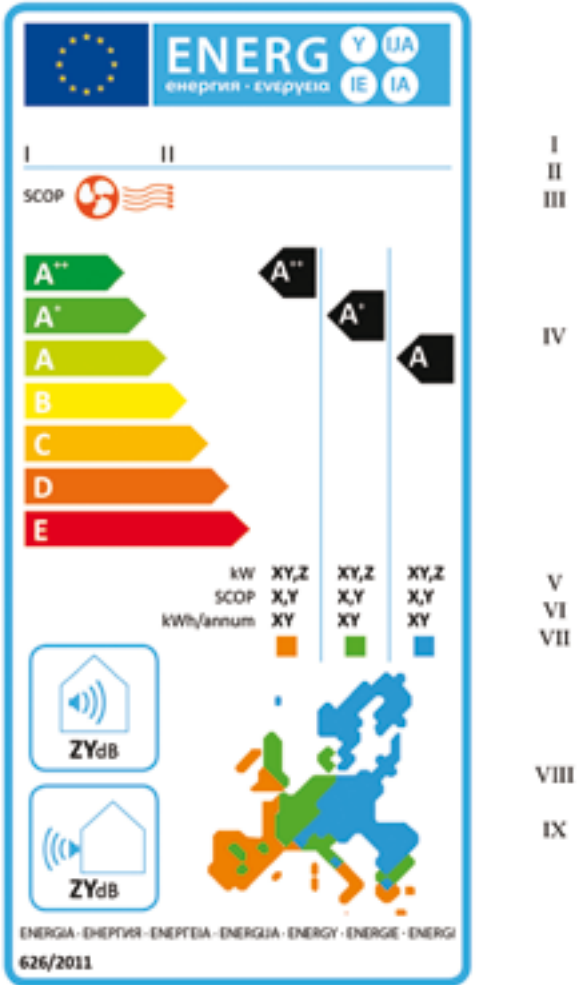 ENERG Y IJA
енергия · ενεργεια IE IA
I II
SCOP
I
II
III
A++ A++
A+ A+
A A
B
C
D
E
IV
kW XY,Z XY,Z XY,Z
SCOP X,Y X,Y X,Y
kWh/annum XY XY XY
V
VI
VII
ZYdB
ZYdB
VIII
IX
ENERGIA · ЕНЕРГИЯ · ΕΝΕΡΓΕΙΑ · ENERGIJA · ENERGY · ENERGIE · ENERGI
626/2011